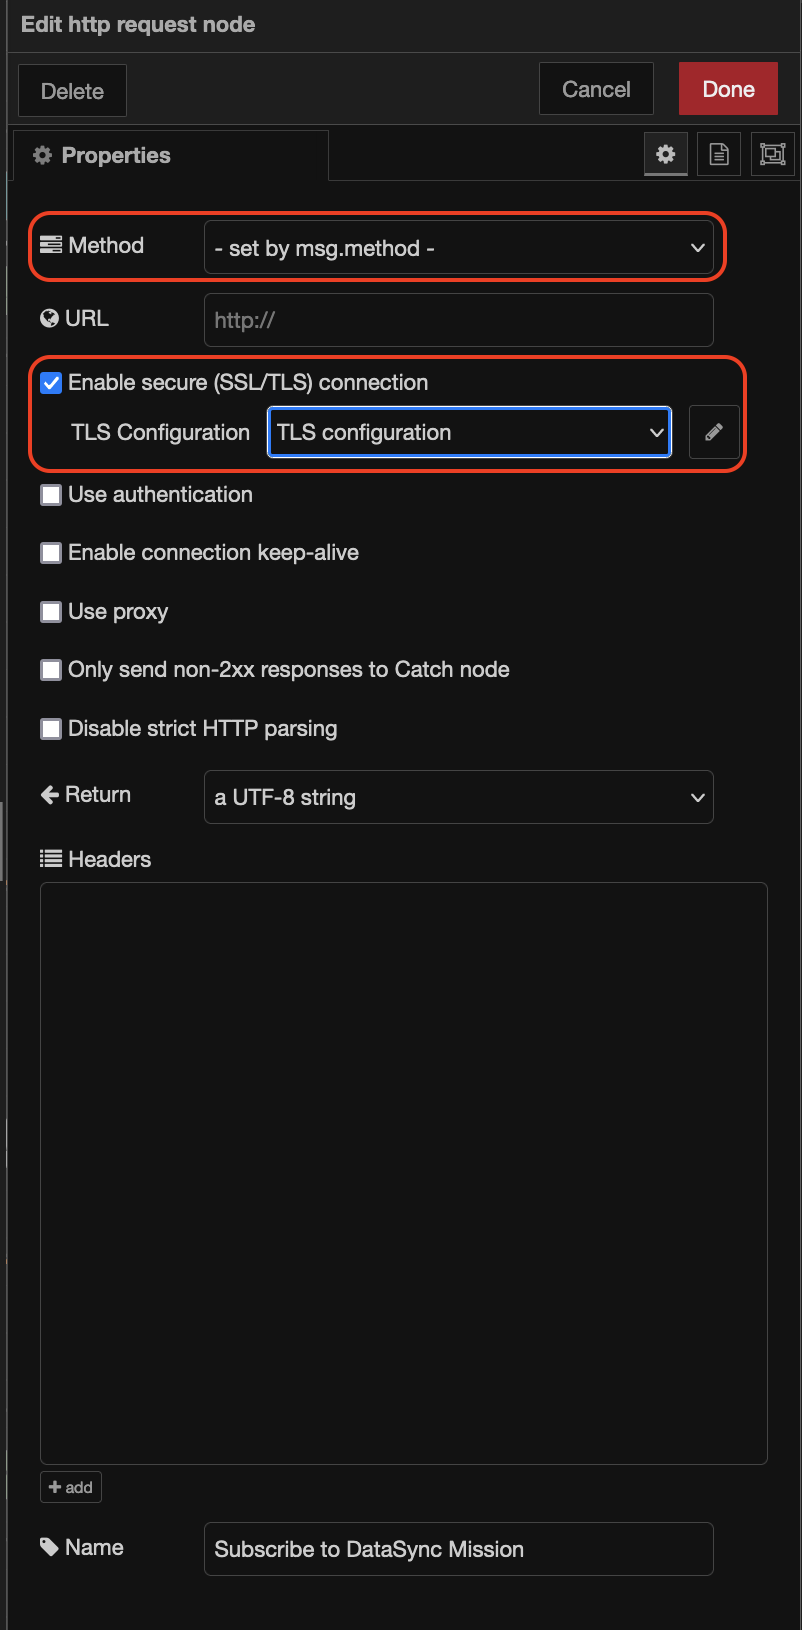 Edit http request node
Delete
Cancel
Done
Properties
Method
- set by msg.method -
URL
http://
Enable secure (SSL/TLS) connection
TLS Configuration
TLS configuration
Use authentication
Enable connection keep-alive
Use proxy
Only send non-2xx responses to Catch node
Disable strict HTTP parsing
Return
a UTF-8 string
Headers
add
Name
Subscribe to DataSync Mission